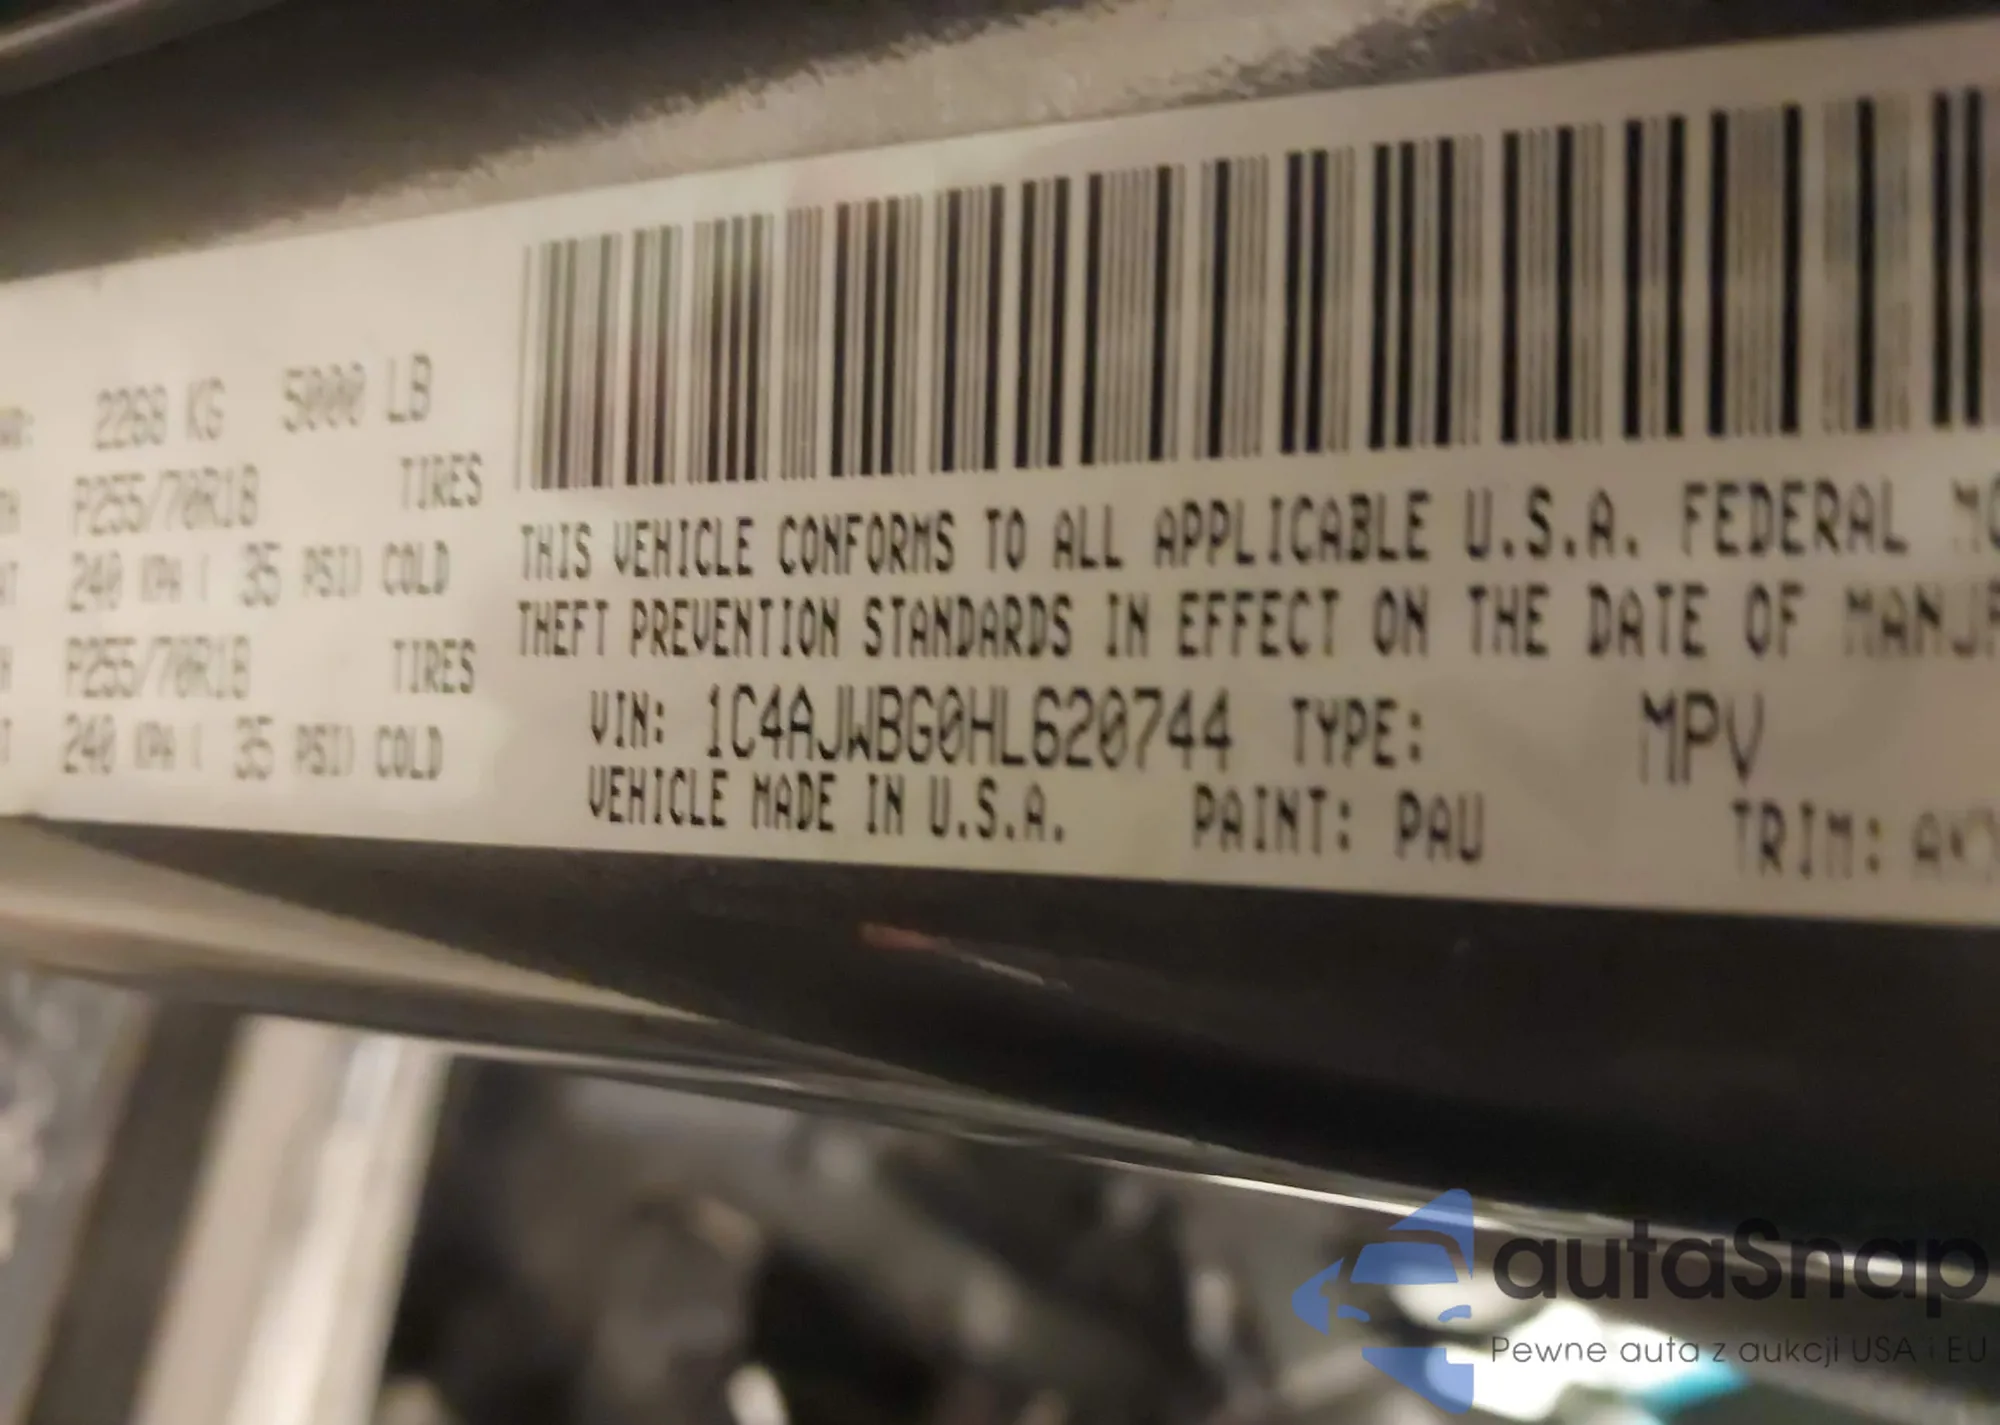 2268 KG 5000 LB
P255/70R18 TIRES
240 KPA ( 35 PSI) COLD
P255/70R18 TIRES
240 KPA ( 35 PSI) COLD
THIS VEHICLE CONFORMS TO ALL APPLICABLE U.S.A. FEDERAL
THEFT PREVENTION STANDARDS IN EFFECT ON THE DATE OF
VIN: 1C4AJWBG0HL620744 TYPE: MPV
VEHICLE MADE IN U.S.A. PAINT: PAU TRIM:
autaSnap
Pewne auta z aukcji USA i EU